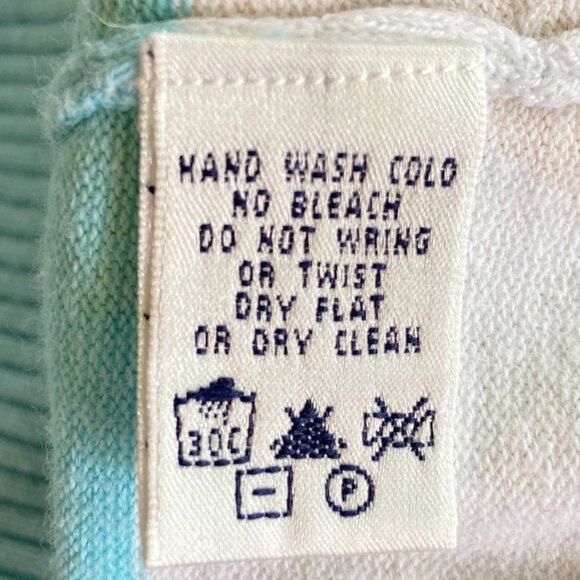 HAND WASH COLD
NO BLEACH
DO NOT WRING
OR TWIST
DRY FLAT
OR DRY CLEAN
30C
P